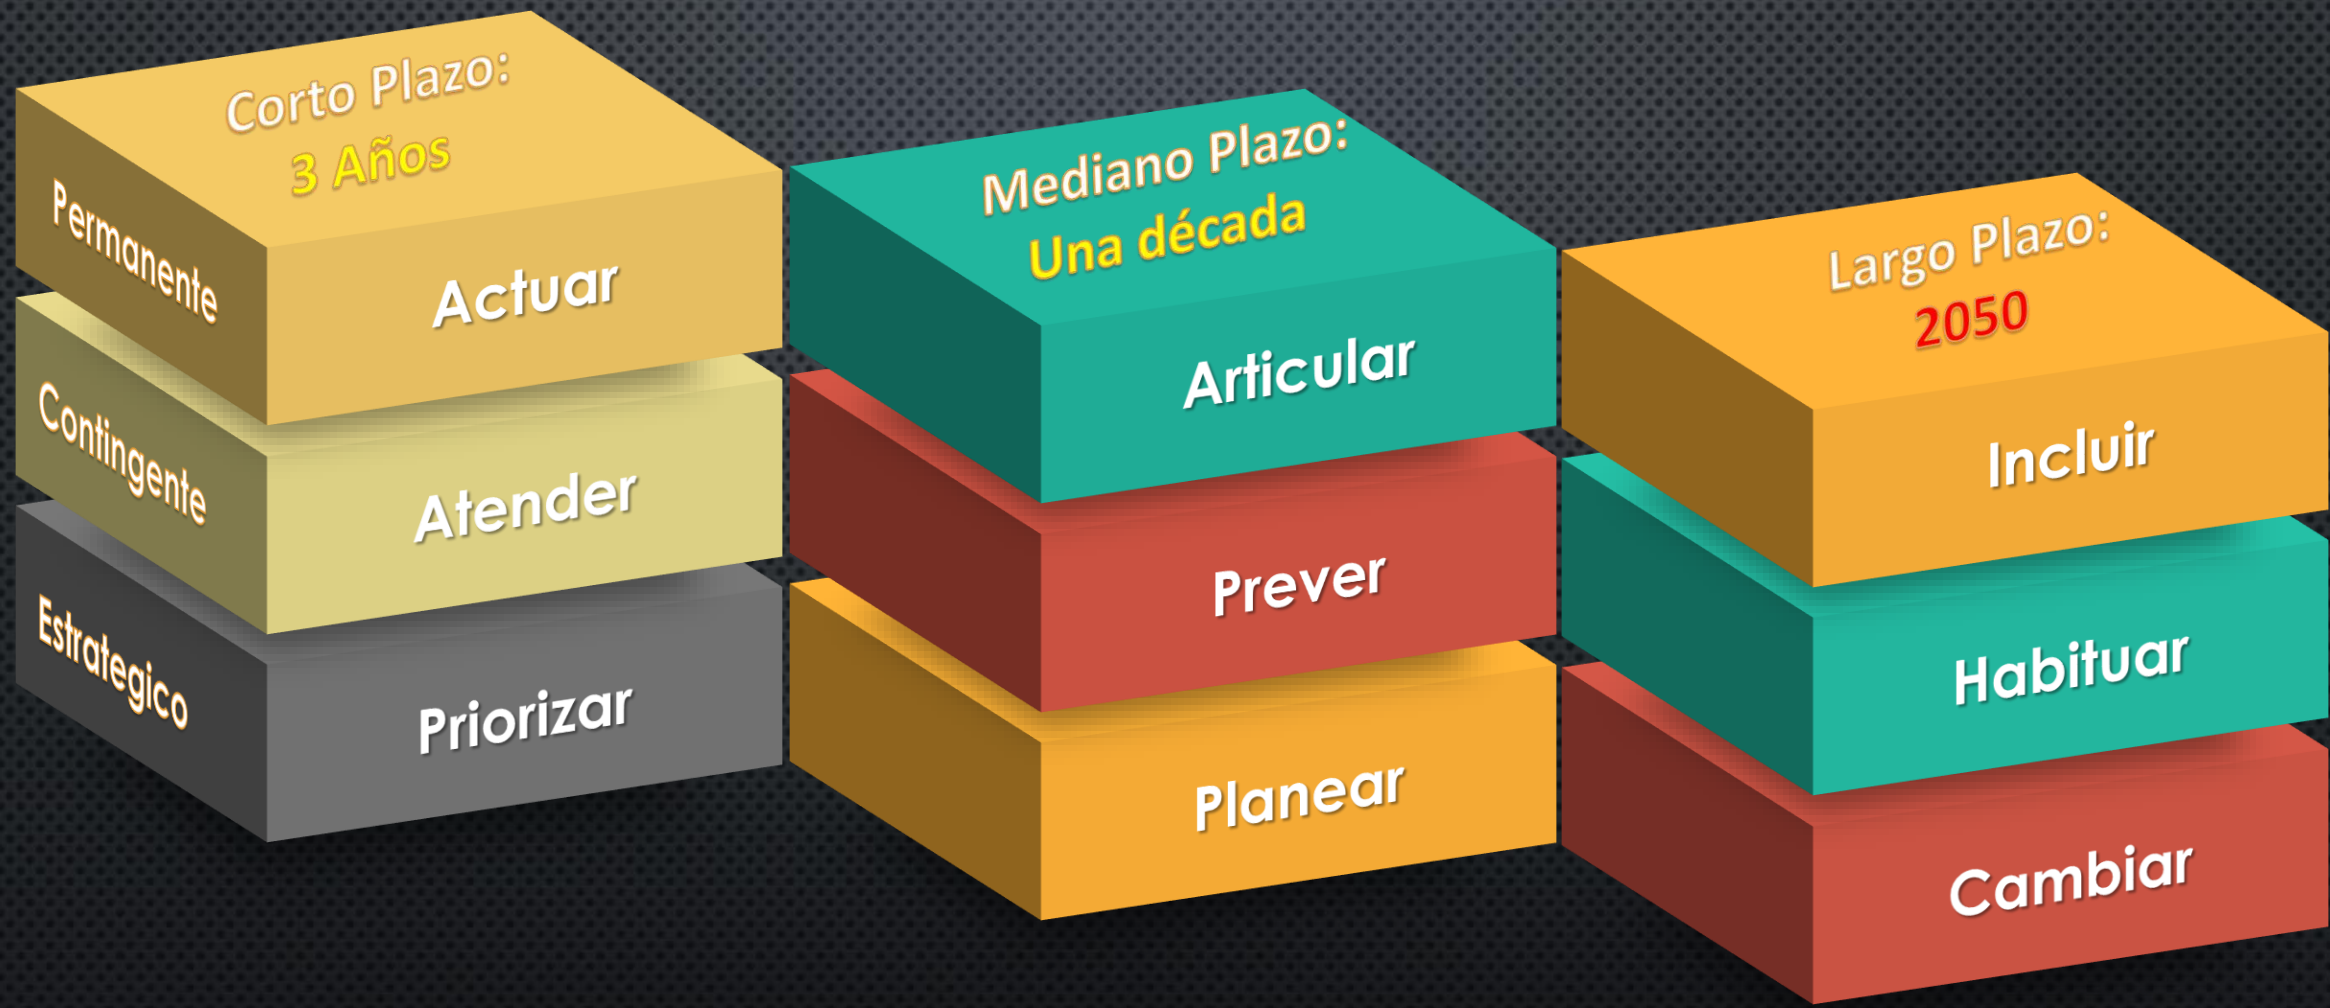 Corto Plazo:
3 Años
Permanente
Actuar
Contingente
Atender
Estrategico
Priorizar
Mediano Plazo:
Una década
Articular
Prever
Planear
Largo Plazo:
2050
Incluir
Habituar
Cambiar